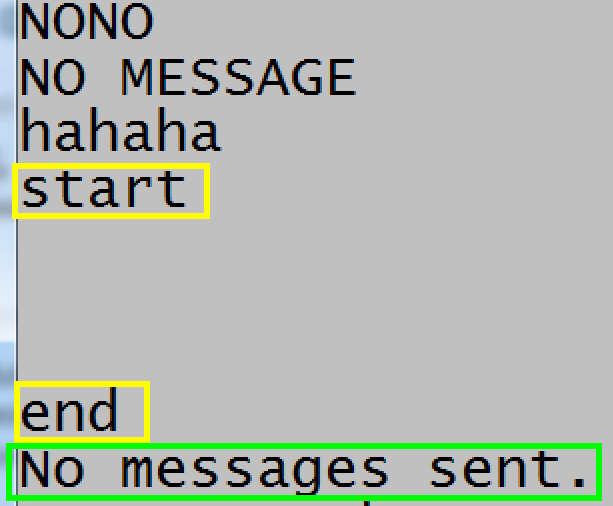 NONO
NO MESSAGE
hahaha
start
end
No messages sent.